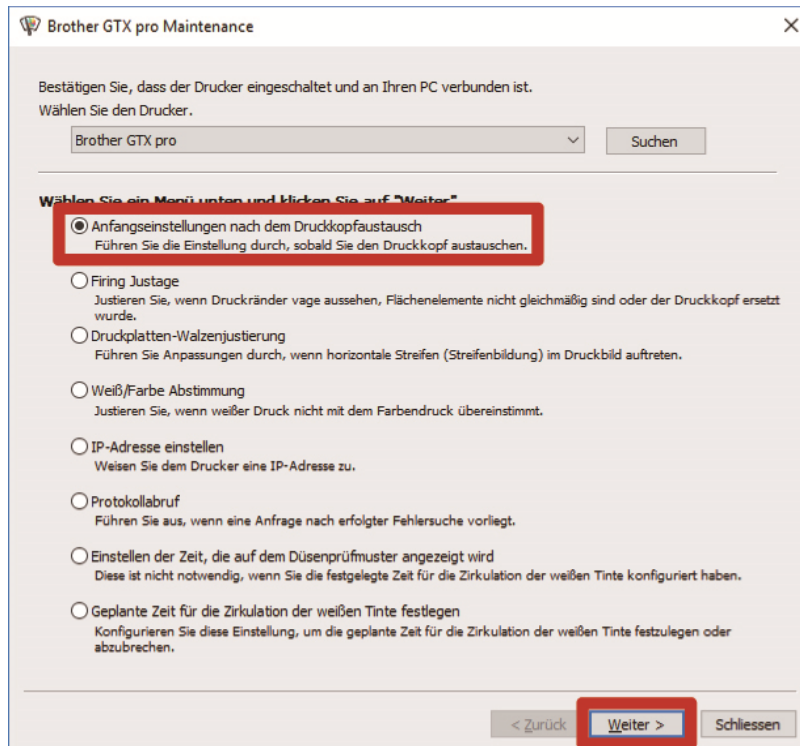 Brother GTX pro Maintenance
Bestätigen Sie, dass der Drucker eingeschaltet und an Ihren PC verbunden ist.
Wählen Sie den Drucker.
Brother GTX pro
Suchen
Wählen Sie ein Menü unten und klicken Sie auf "Weiter"
Anfangseinstellungen nach dem Druckkopfaustausch
Führen Sie die Einstellung durch, sobald Sie den Druckkopf austauschen.
Firing Justage
Justieren Sie, wenn Druckränder vage aussehen, Flächenelemente nicht gleichmäßig sind oder der Druckkopf ersetzt
wurde.
Druckplatten-Walzenjustierung
Führen Sie Anpassungen durch, wenn horizontale Streifen (Streifenbildung) im Druckbild auftreten.
Weiß/Farbe Abstimmung
Justieren Sie, wenn weißer Druck nicht mit dem Farbendruck übereinstimmt.
IP-Adresse einstellen
Weisen Sie dem Drucker eine IP-Adresse zu.
Protokollabruf
Führen Sie aus, wenn eine Anfrage nach erfolgter Fehlersuche vorliegt.
Einstellen der Zeit, die auf dem Düsenprüfmuster angezeigt wird
Diese ist nicht notwendig, wenn Sie die festgelegte Zeit für die Zirkulation der weißen Tinte konfiguriert haben.
Geplante Zeit für die Zirkulation der weißen Tinte festlegen
Konfigurieren Sie diese Einstellung, um die geplante Zeit für die Zirkulation der weißen Tinte festzulegen oder
abzubrechen.
< Zurück
Weiter >
Schliessen